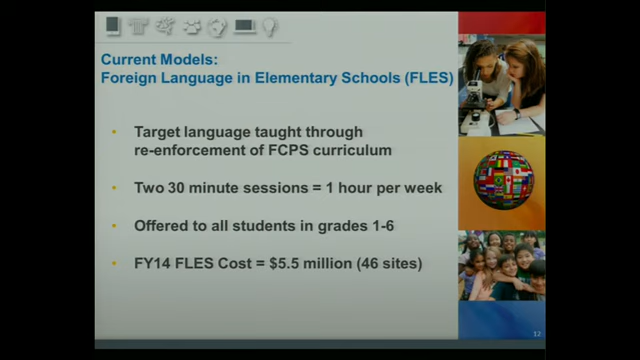 Current Models:
Foreign Language in Elementary Schools (FLES)
• Target language taught through
re-enforcement of FCPS curriculum
• Two 30 minute sessions = 1 hour per week
• Offered to all students in grades 1-6
• FY14 FLES Cost = $5.5 million (46 sites)
12